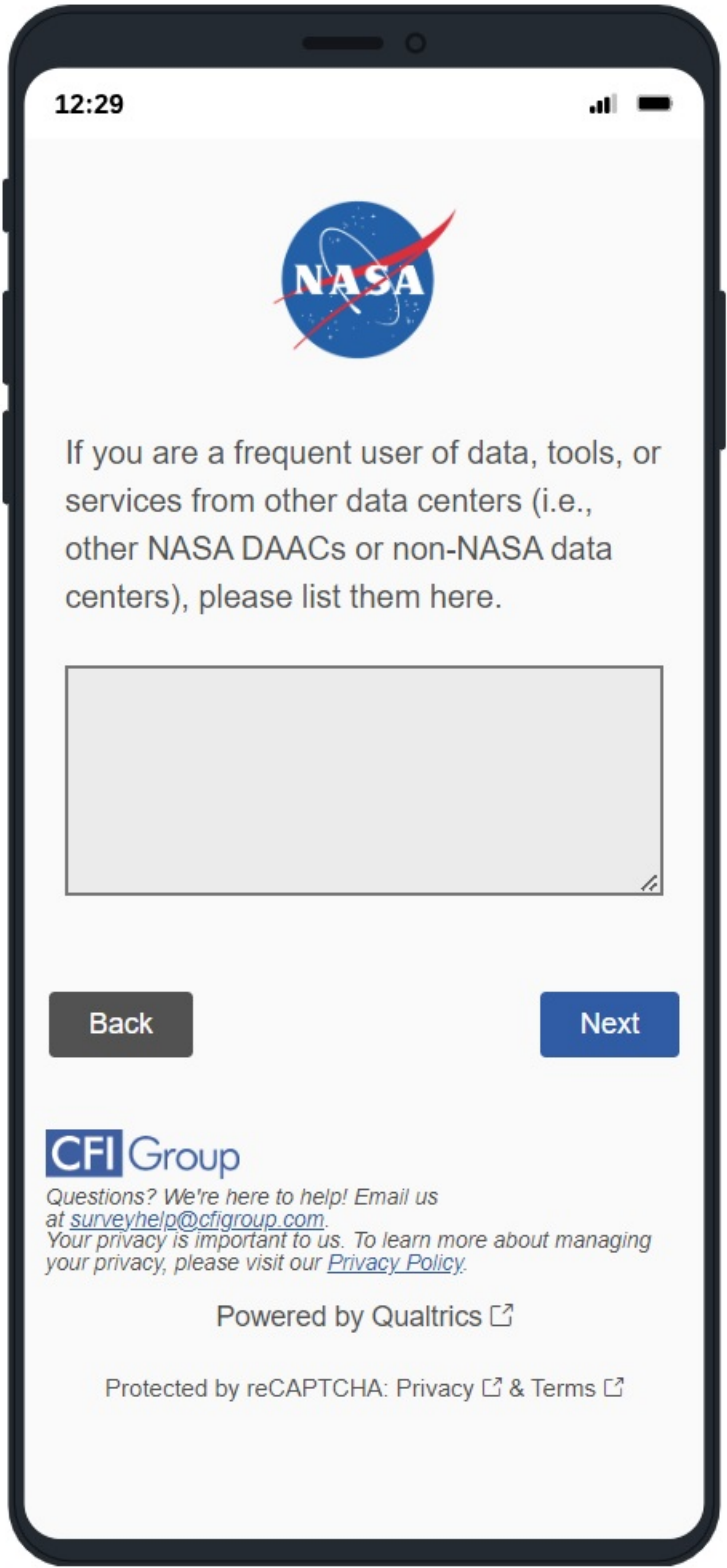 12:29
NASA
If you are a frequent user of data, tools, or
services from other data centers (i.e.,
other NASA DAACs or non-NASA data
centers), please list them here.
Back
Next
CFI Group
Questions? We're here to help! Email us
at surveyhelp@cfigroup.com.
Your privacy is important to us. To learn more about managing
your privacy, please visit our Privacy Policy.
Powered by Qualtrics
Protected by reCAPTCHA: Privacy & Terms